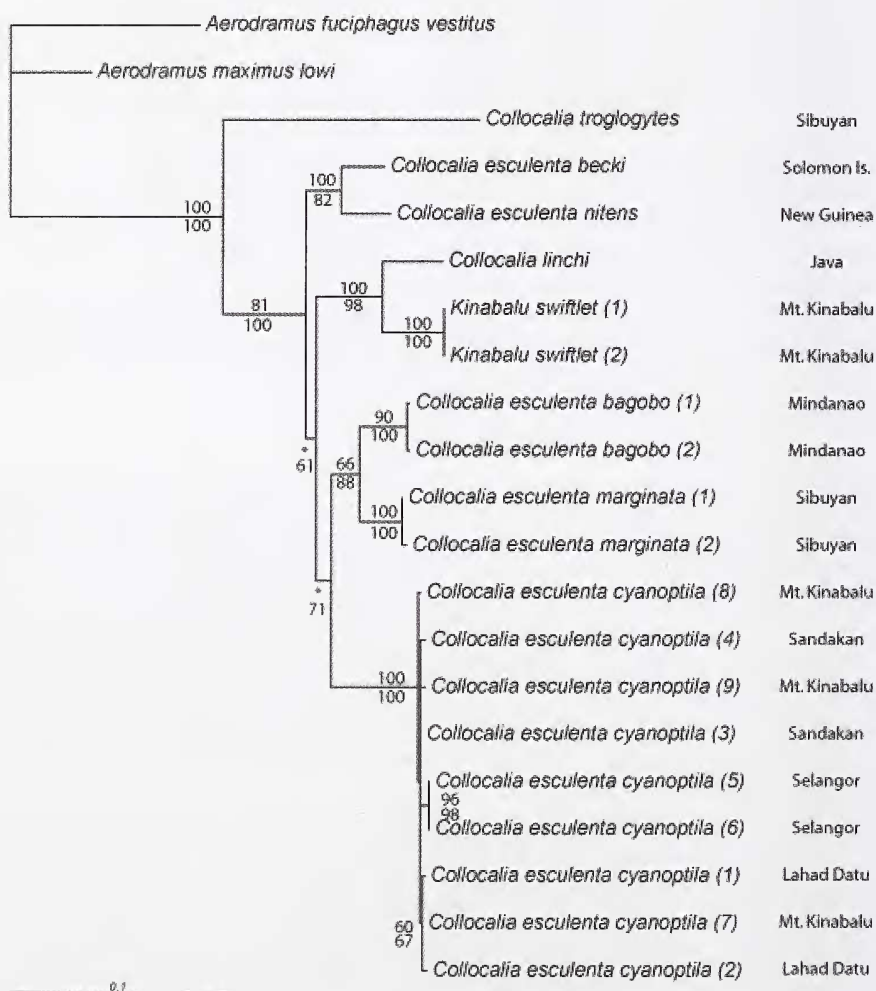 Aerodramus fuciphagus vestitus
Aerodramus maximus lowi
Collocalia troglogytes Sibuyan
Collocalia esculenta becki Solomon Is.
100
82
Collocalia esculenta nitens New Guinea
100
100
Collocalia linchi Java
100
98
Kinabalu swiftlet (1) Mt. Kinabalu
81
100
100
100
Kinabalu swiftlet (2) Mt. Kinabalu
Collocalia esculenta bagobo (1) Mindanao
90
100
Collocalia esculenta bagobo (2) Mindanao
*
61
66
88
Collocalia esculenta marginata (1) Sibuyan
100
100
Collocalia esculenta marginata (2) Sibuyan
*
71
Collocalia esculenta cyanoptila (8) Mt. Kinabalu
Collocalia esculenta cyanoptila (4) Sandakan
100
100
Collocalia esculenta cyanoptila (9) Mt. Kinabalu
Collocalia esculenta cyanoptila (3) Sandakan
Collocalia esculenta cyanoptila (5) Selangor
96
98
Collocalia esculenta cyanoptila (6) Selangor
Collocalia esculenta cyanoptila (1) Lahad Datu
60
67
Collocalia esculenta cyanoptila (7) Mt. Kinabalu
Collocalia esculenta cyanoptila (2) Lahad Datu
0.1